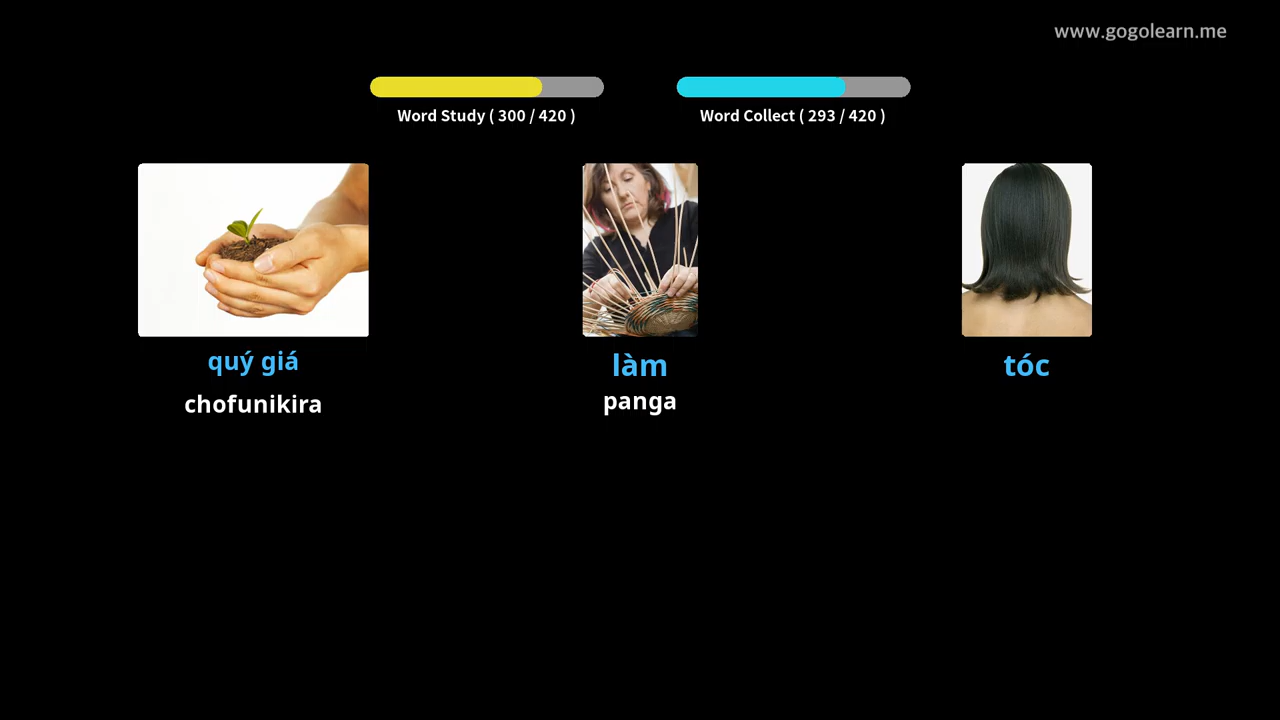 www.gogolearn.me
Word Study ( 300 / 420 )
Word Collect ( 293 / 420 )
quý giá
chofunikira
làm
panga
tóc